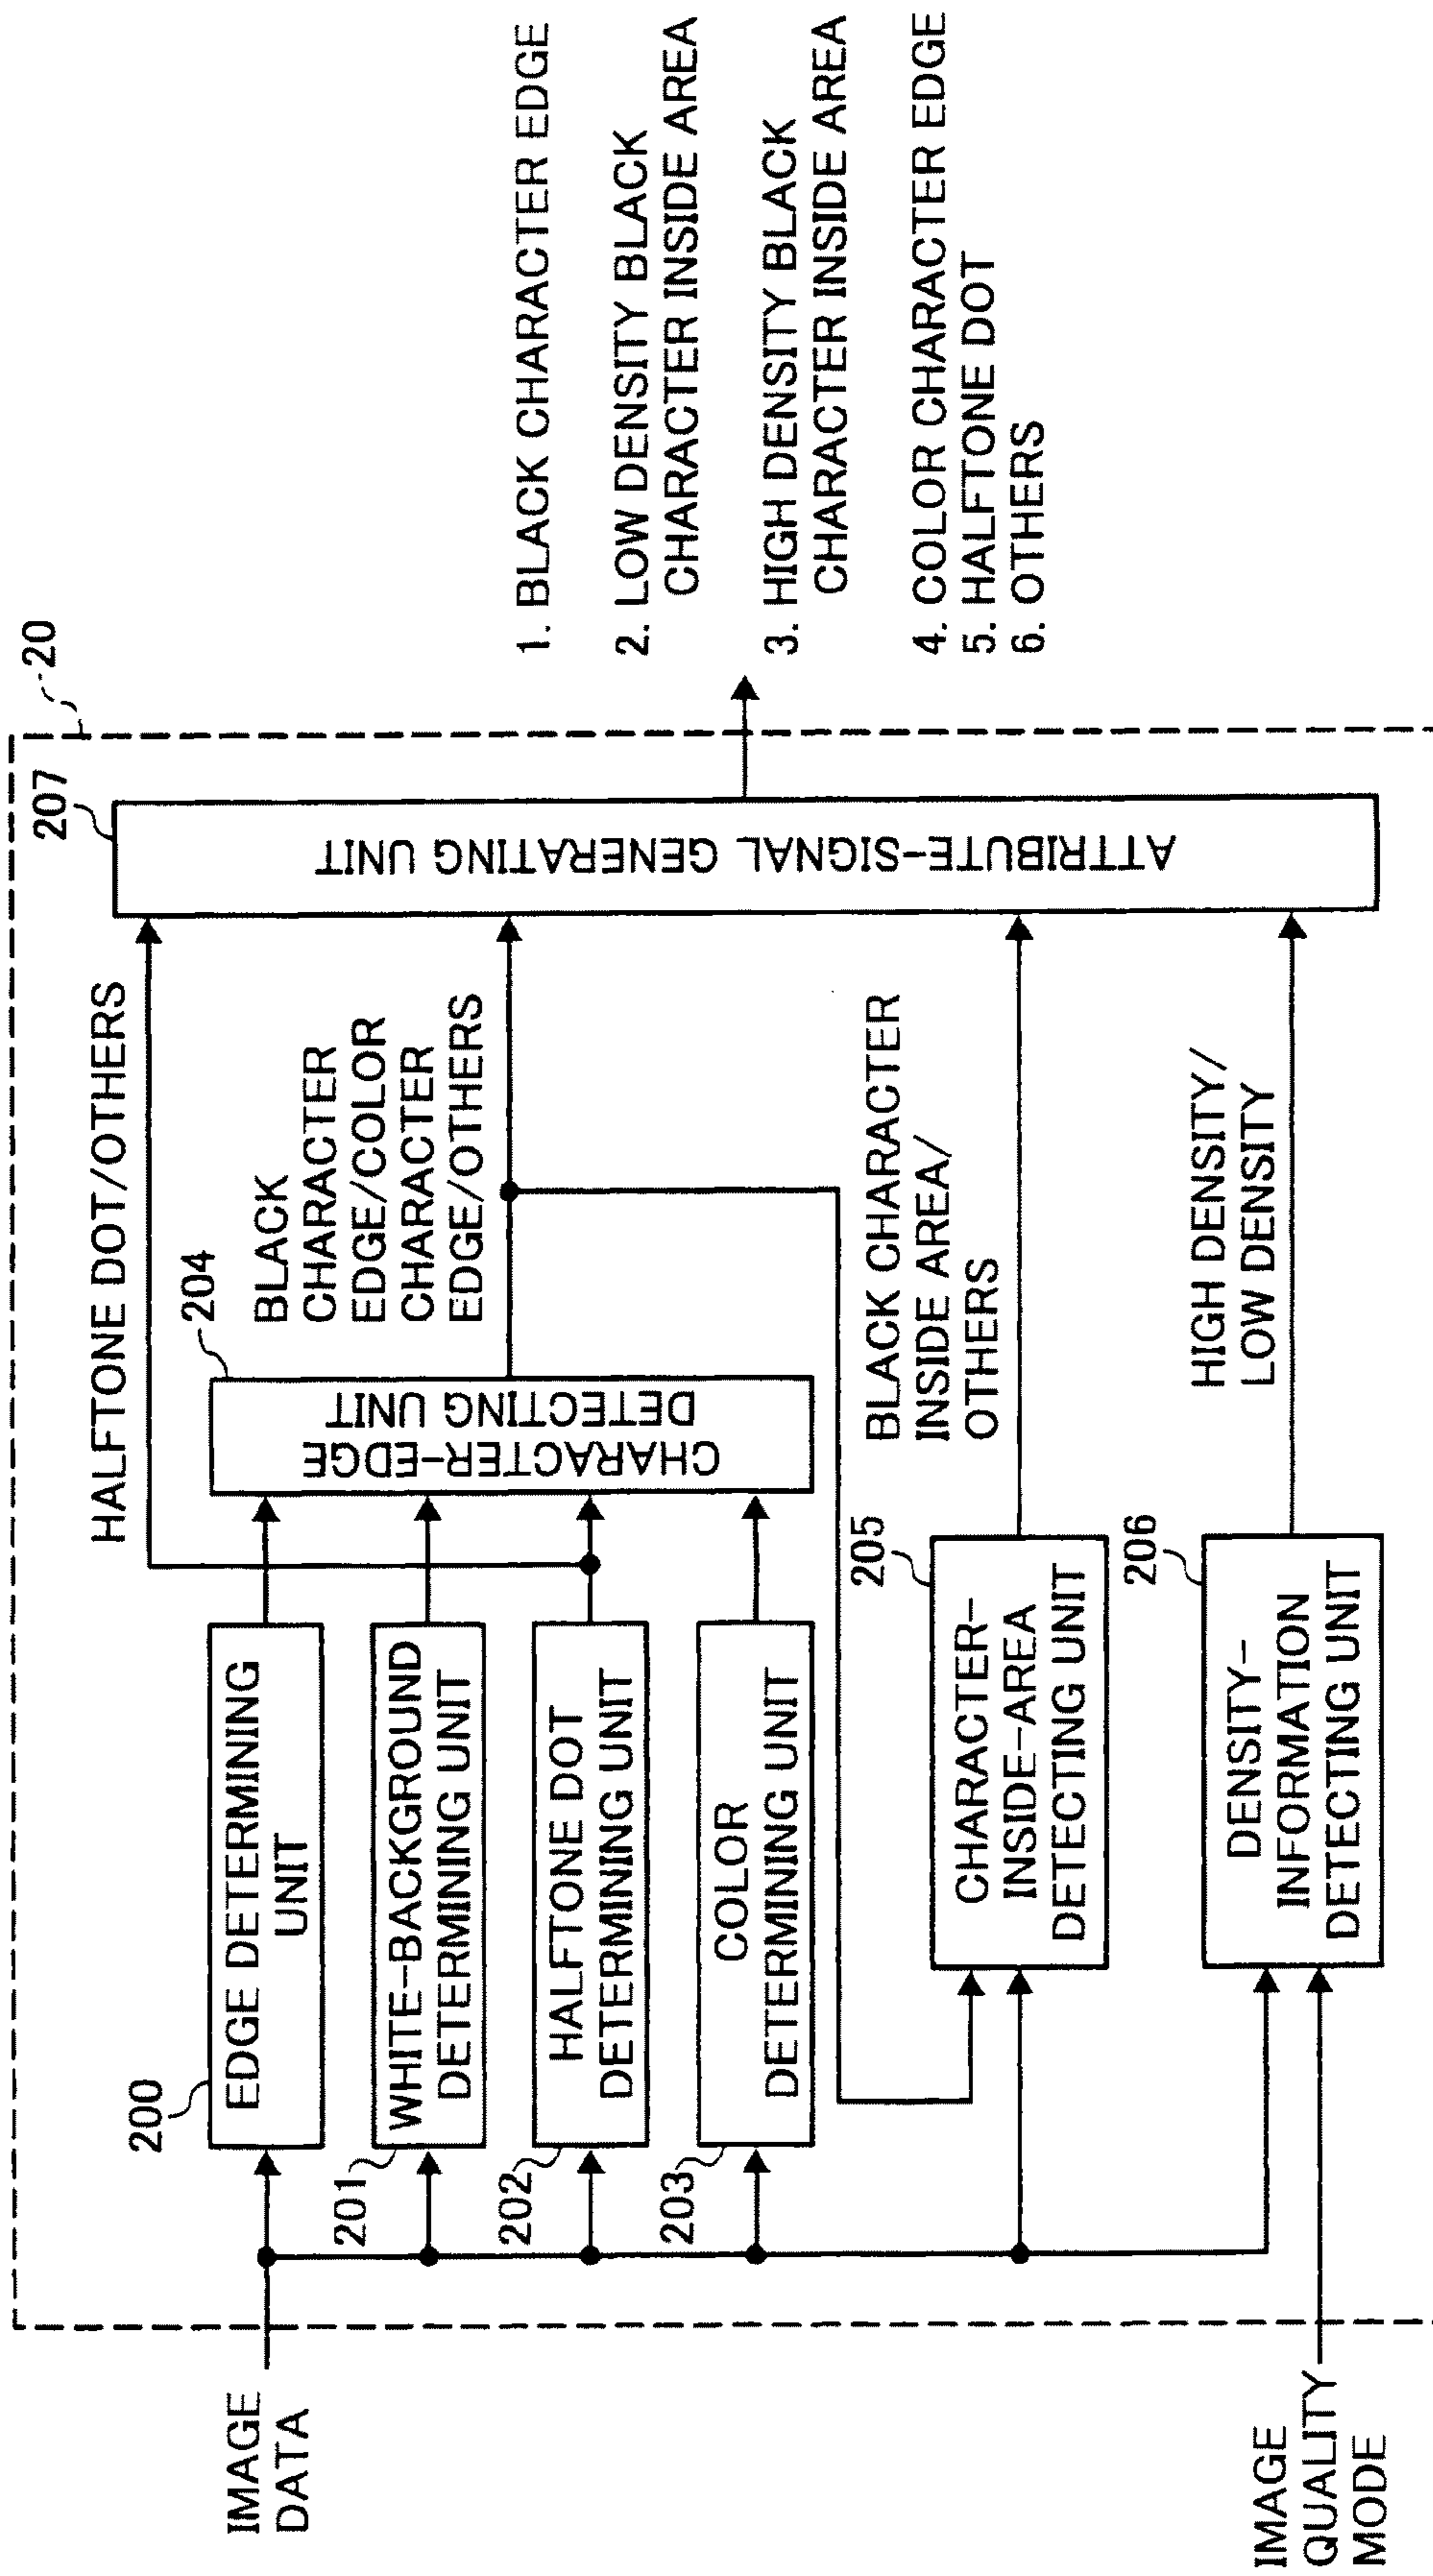 IMAGE
DATA
IMAGE
QUALITY
MODE
200
EDGE DETERMINING
UNIT
201
WHITE-BACKGROUND
DETERMINING UNIT
202
HALFTONE DOT
DETERMINING UNIT
203
COLOR
DETERMINING UNIT
HALFTONE DOT/OTHERS
204
CHARACTER-EDGE
DETECTING UNIT
BLACK
CHARACTER
EDGE/COLOR
CHARACTER
EDGE/OTHERS
205
CHARACTER-
INSIDE-AREA
DETECTING UNIT
BLACK CHARACTER
INSIDE AREA/
OTHERS
206
DENSITY-
INFORMATION
DETECTING UNIT
HIGH DENSITY/
LOW DENSITY
207
ATTRIBUTE-SIGNAL GENERATING UNIT
20
1. BLACK CHARACTER EDGE
2. LOW DENSITY BLACK
CHARACTER INSIDE AREA
3. HIGH DENSITY BLACK
CHARACTER INSIDE AREA
4. COLOR CHARACTER EDGE
5. HALFTONE DOT
6. OTHERS